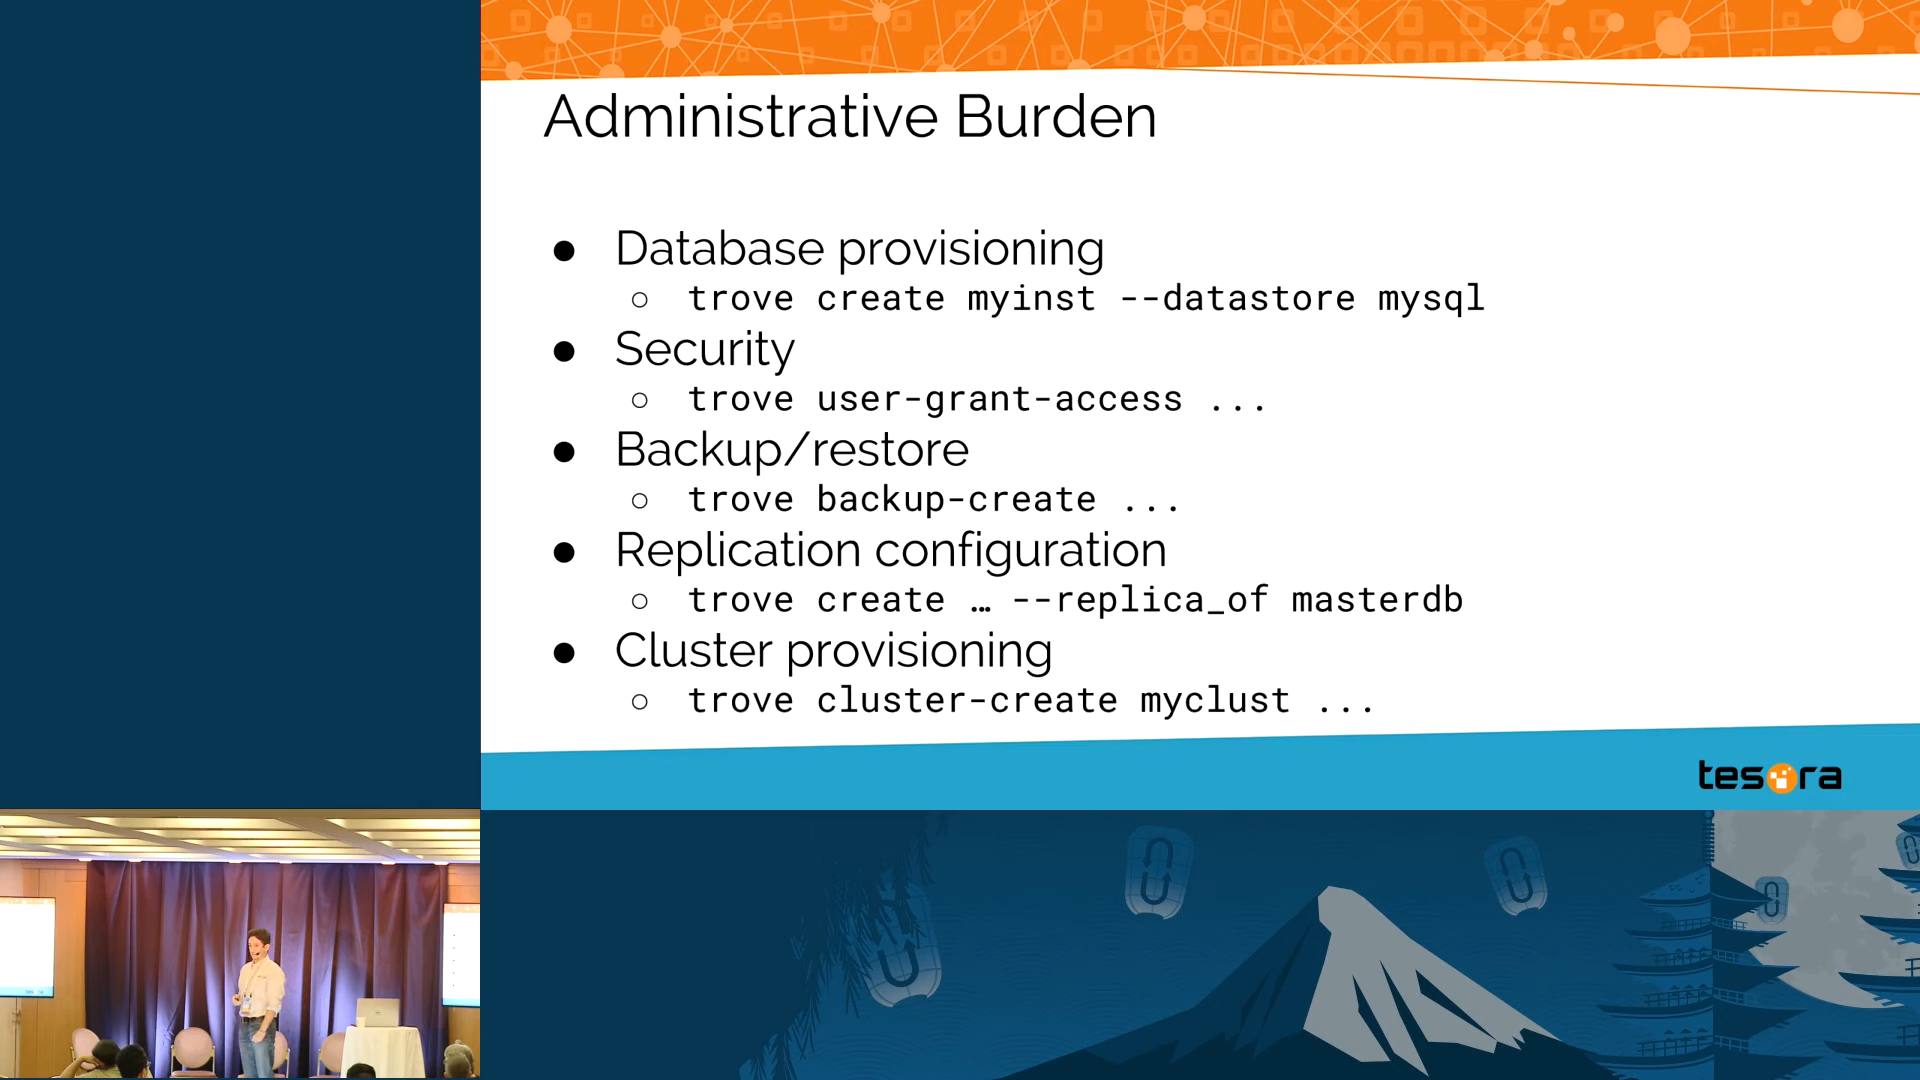 Administrative Burden
● Database provisioning
○ trove create myinst --datastore mysql
● Security
○ trove user-grant-access ...
● Backup/restore
○ trove backup-create ...
● Replication configuration
○ trove create … --replica_of masterdb
● Cluster provisioning
○ trove cluster-create myclust ...
tesora